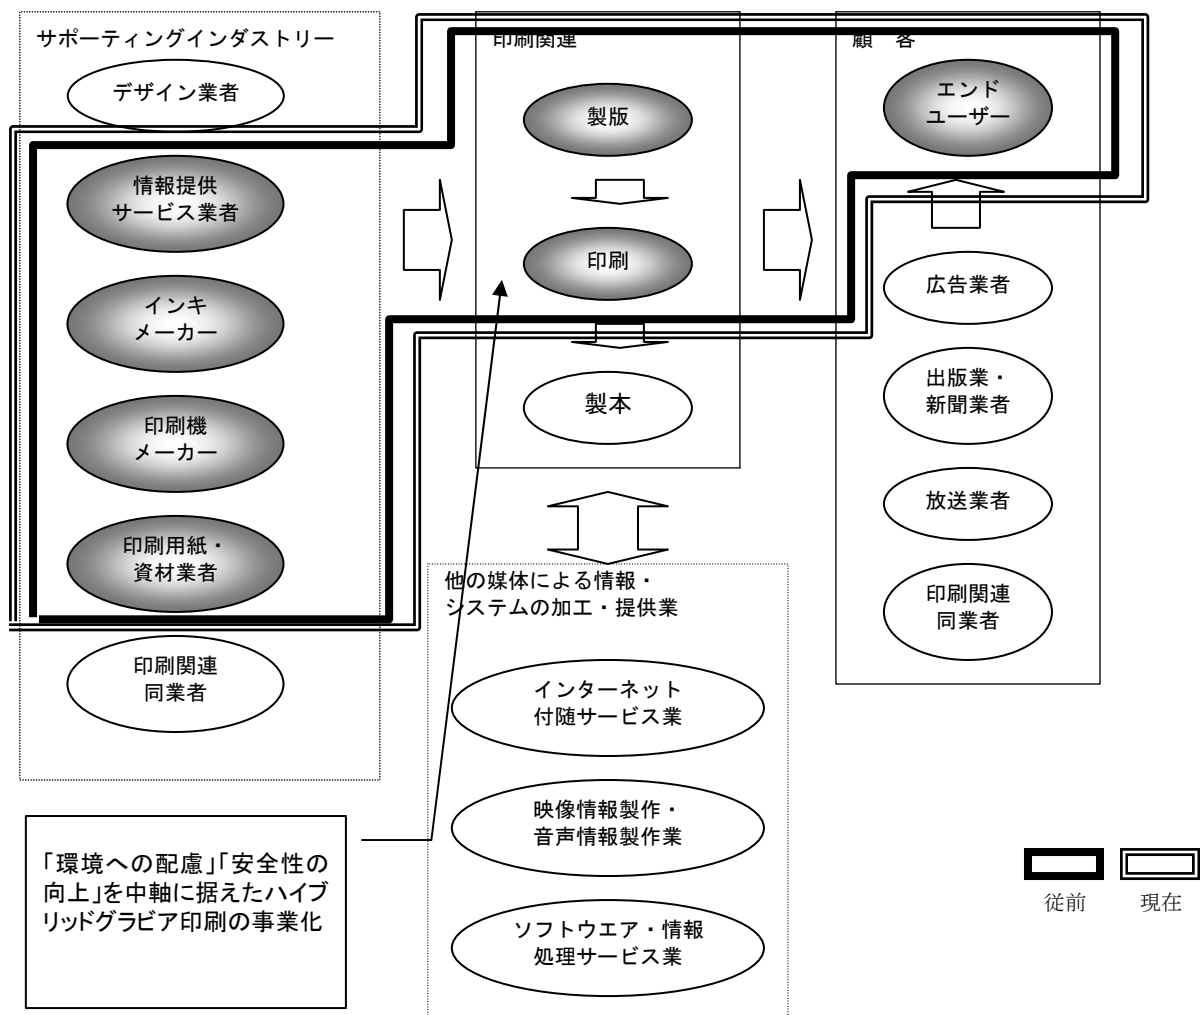 サポーティングインダストリー
デザイン業者
情報提供
サービス業者
インキ
メーカー
印刷機
メーカー
印刷用紙・
資材業者
印刷関連
同業者
印刷関連
製版
印刷
製本
顧　客
エンド
ユーザー
広告業者
出版業・
新聞業者
放送業者
印刷関連
同業者
他の媒体による情報・
システムの加工・提供業
インターネット
付随サービス業
映像情報製作・
音声情報製作業
ソフトウエア・情報
処理サービス業
「環境への配慮」「安全性の
向上」を中軸に据えたハイブ
リッドグラビア印刷の事業化
従前
現在